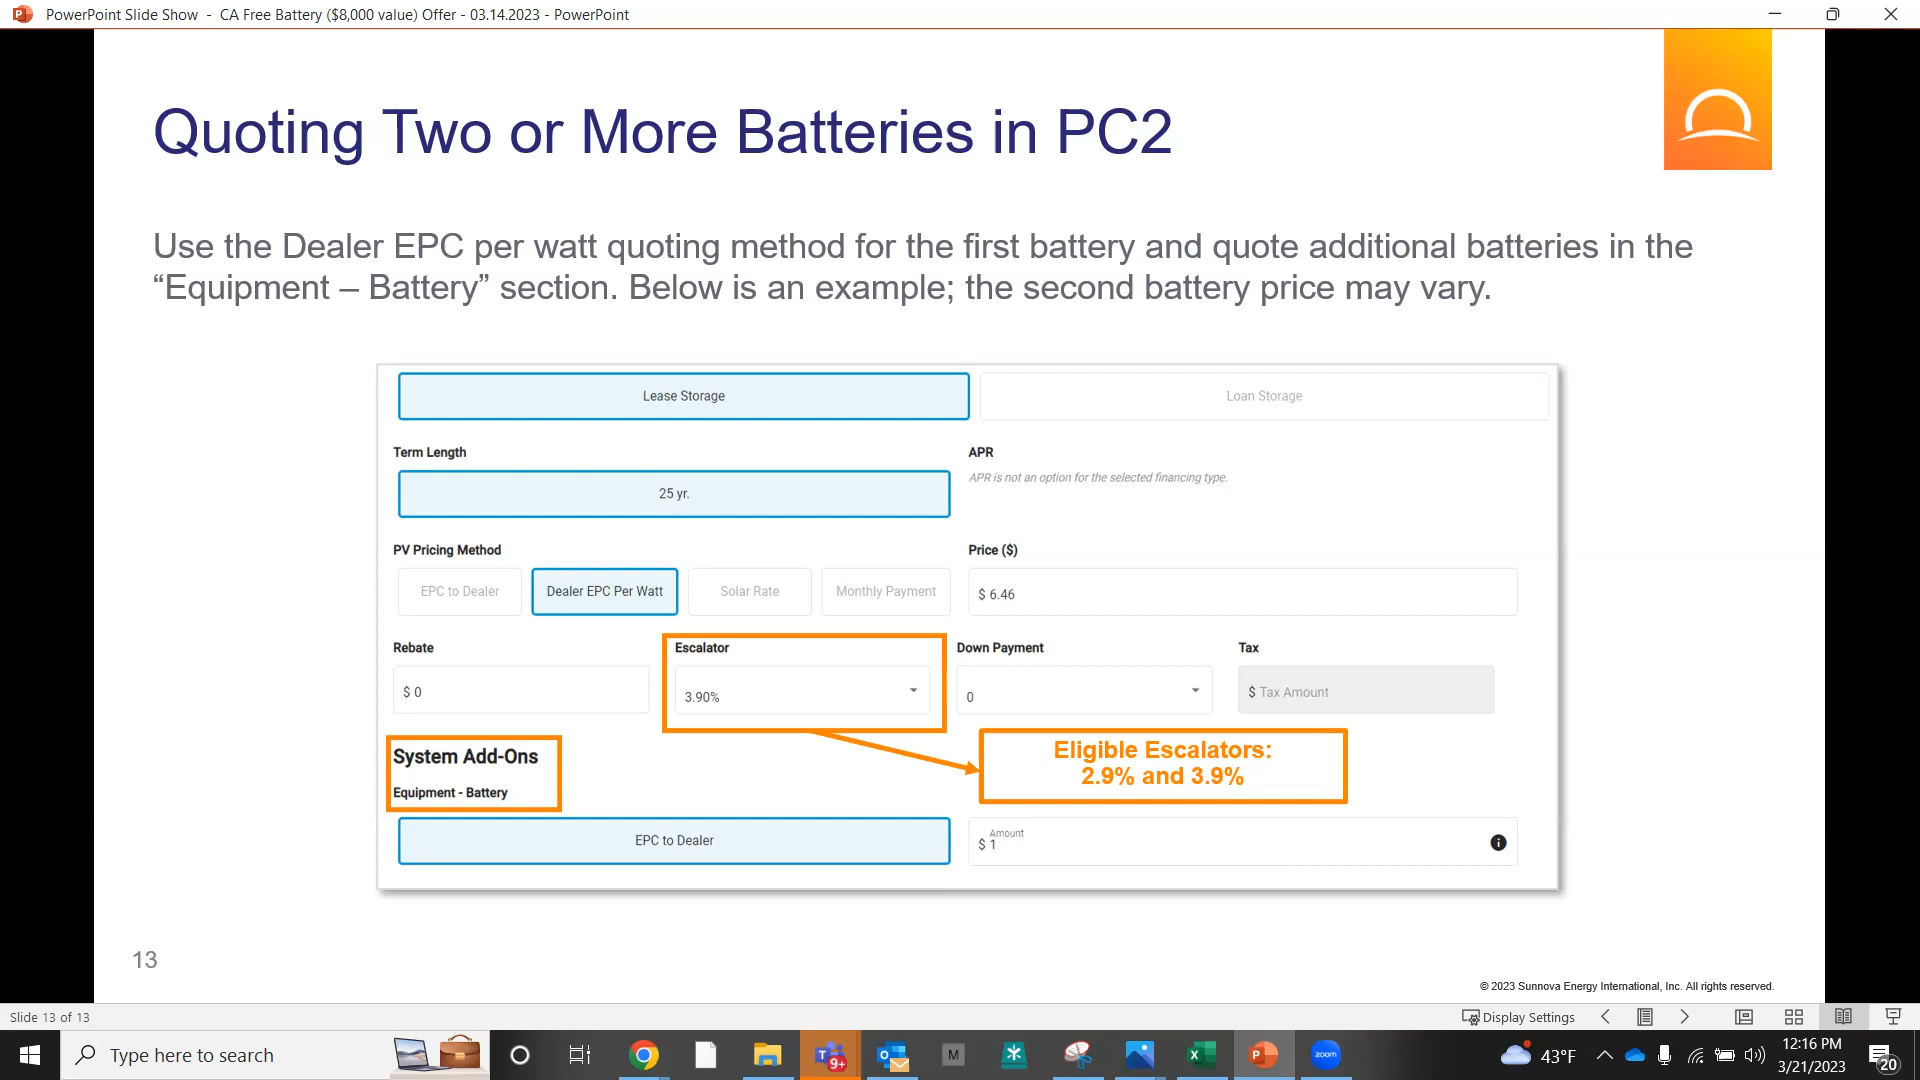 PowerPoint Slide Show - CA Free Battery ($8,000 value) Offer - 03.14.2023 - PowerPoint
Quoting Two or More Batteries in PC2
Use the Dealer EPC per watt quoting method for the first battery and quote additional batteries in the
“Equipment – Battery” section. Below is an example; the second battery price may vary.
Lease Storage
Loan Storage
Term Length
APR
25 yr.
APR is not an option for the selected financing type.
PV Pricing Method
Price ($)
EPC to Dealer
Dealer EPC Per Watt
Solar Rate
Monthly Payment
$ 6.46
Rebate
Escalator
Down Payment
Tax
$ 0
3.90%
0
$ Tax Amount
System Add-Ons
Equipment - Battery
Eligible Escalators:
2.9% and 3.9%
EPC to Dealer
Amount
$ 1
13
© 2023 Sunnova Energy International, Inc. All rights reserved.
Slide 13 of 13
Display Settings
Type here to search
T
9+
M
zoom
43°F
12:16 PM
3/21/2023
20